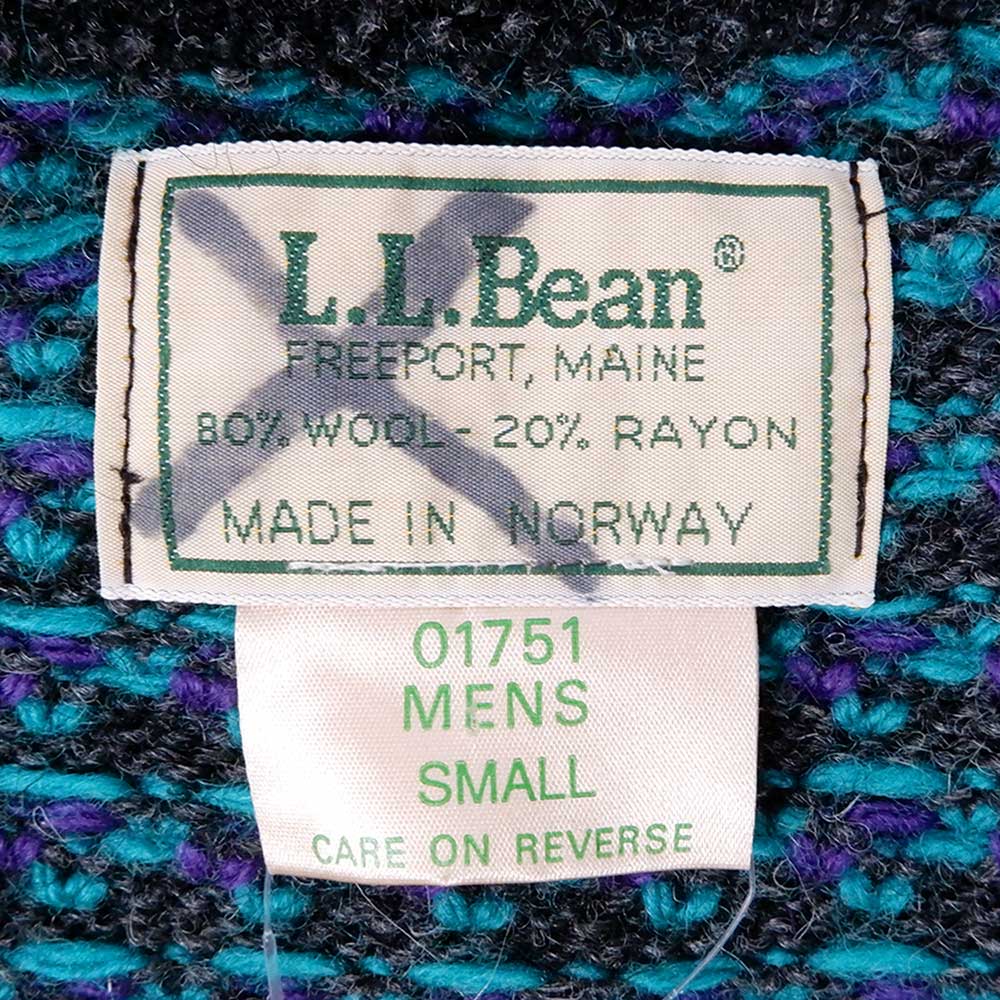 L.L.Bean®
FREEPORT, MAINE
80% WOOL - 20% RAYON
MADE IN NORWAY
01751
MENS
SMALL
CARE ON REVERSE